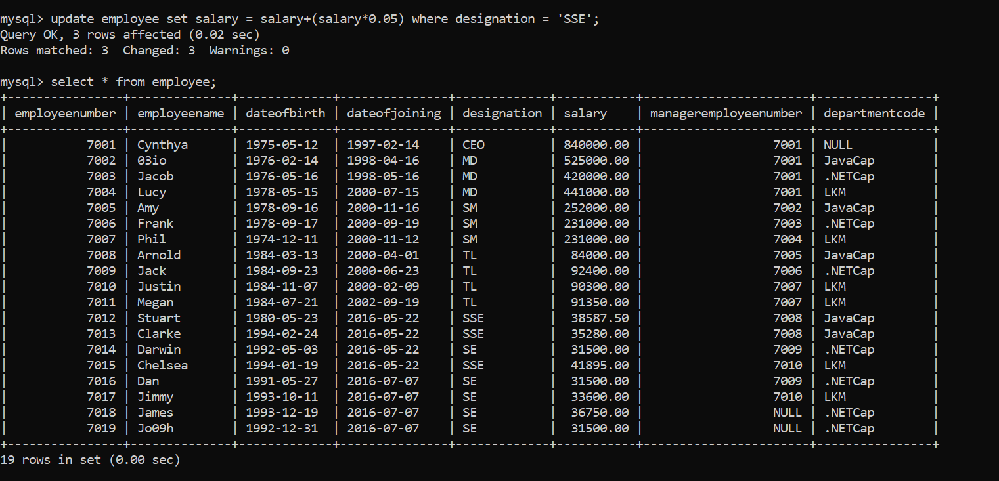 mysql> update employee set salary = salary+(salary*0.05) where designation = 'SSE';
Query OK, 3 rows affected (0.02 sec)
Rows matched: 3  Changed: 3  Warnings: 0
mysql> select * from employee;
+----------------+--------------+-------------+---------------+-------------+-----------+-----------------------+----------------+
| employeenumber | employeename | dateofbirth | dateofjoining | designation | salary    | manageremployeenumber | departmentcode |
+----------------+--------------+-------------+---------------+-------------+-----------+-----------------------+----------------+
|           7001 | Cynthya      | 1975-05-12  | 1997-02-14    | CEO         | 840000.00 |                  7001 | NULL           |
|           7002 | 03io         | 1976-02-14  | 1998-04-16    | MD          | 525000.00 |                  7001 | JavaCap        |
|           7003 | Jacob        | 1976-05-16  | 1998-05-16    | MD          | 420000.00 |                  7001 | .NETCap        |
|           7004 | Lucy         | 1978-05-15  | 2000-07-15    | MD          | 441000.00 |                  7001 | LKM            |
|           7005 | Amy          | 1978-09-16  | 2000-11-16    | SM          | 252000.00 |                  7002 | JavaCap        |
|           7006 | Frank        | 1978-09-17  | 2000-09-19    | SM          | 231000.00 |                  7003 | .NETCap        |
|           7007 | Phil         | 1974-12-11  | 2000-11-12    | SM          | 231000.00 |                  7004 | LKM            |
|           7008 | Arnold       | 1984-03-13  | 2000-04-01    | TL          |  84000.00 |                  7005 | JavaCap        |
|           7009 | Jack         | 1984-09-23  | 2000-06-23    | TL          |  92400.00 |                  7006 | .NETCap        |
|           7010 | Justin       | 1984-11-07  | 2000-02-09    | TL          |  90300.00 |                  7007 | LKM            |
|           7011 | Megan        | 1984-07-21  | 2002-09-19    | TL          |  91350.00 |                  7007 | LKM            |
|           7012 | Stuart       | 1980-05-23  | 2016-05-22    | SSE         |  38587.50 |                  7008 | JavaCap        |
|           7013 | Clarke       | 1994-02-24  | 2016-05-22    | SSE         |  35280.00 |                  7008 | JavaCap        |
|           7014 | Darwin       | 1992-05-03  | 2016-05-22    | SE          |  31500.00 |                  7009 | .NETCap        |
|           7015 | Chelsea      | 1994-01-19  | 2016-05-22    | SSE         |  41895.00 |                  7010 | LKM            |
|           7016 | Dan          | 1991-05-27  | 2016-07-07    | SE          |  31500.00 |                  7009 | .NETCap        |
|           7017 | Jimmy        | 1993-10-11  | 2016-07-07    | SE          |  33600.00 |                  7010 | LKM            |
|           7018 | James        | 1993-12-19  | 2016-07-07    | SE          |  36750.00 |                  NULL | .NETCap        |
|           7019 | Jo09h        | 1992-12-31  | 2016-07-07    | SE          |  31500.00 |                  NULL | .NETCap        |
+----------------+--------------+-------------+---------------+-------------+-----------+-----------------------+----------------+
19 rows in set (0.00 sec)